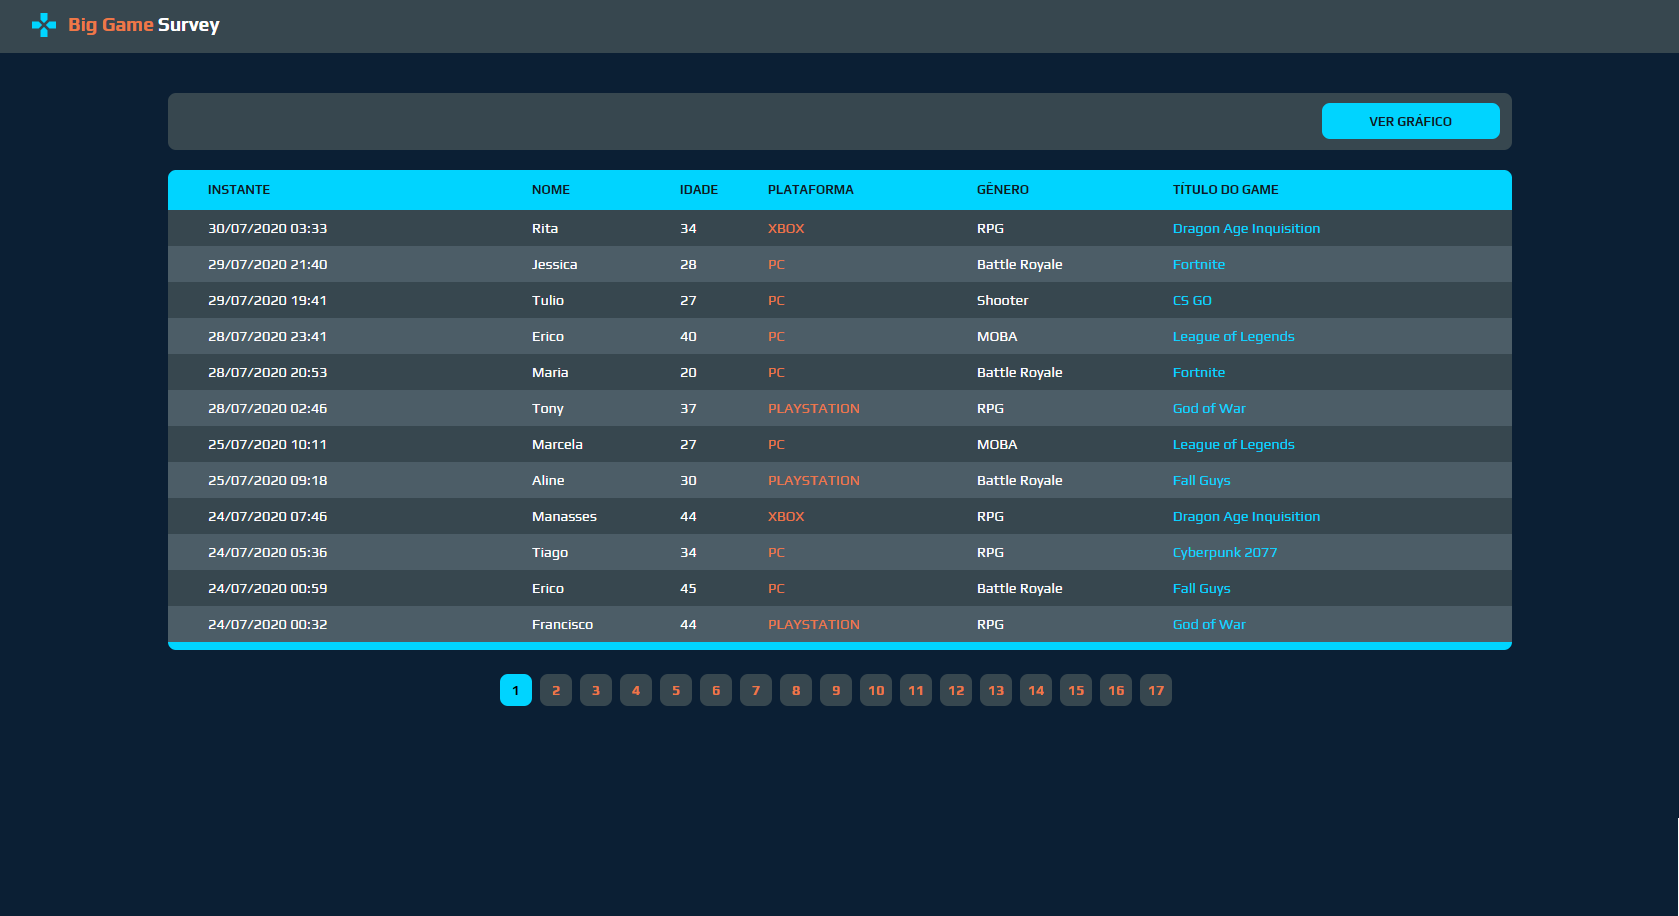 Big Game Survey
VER GRÁFICO
INSTANTE NOME IDADE PLATAFORMA GÊNERO TÍTULO DO GAME
30/07/2020 03:33 Rita 34 XBOX RPG Dragon Age Inquisition
29/07/2020 21:40 Jessica 28 PC Battle Royale Fortnite
29/07/2020 19:41 Tulio 27 PC Shooter CS GO
28/07/2020 23:41 Erico 40 PC MOBA League of Legends
28/07/2020 20:53 Maria 20 PC Battle Royale Fortnite
28/07/2020 02:46 Tony 37 PLAYSTATION RPG God of War
25/07/2020 10:11 Marcela 27 PC MOBA League of Legends
25/07/2020 09:18 Aline 30 PLAYSTATION Battle Royale Fall Guys
24/07/2020 07:46 Manasses 44 XBOX RPG Dragon Age Inquisition
24/07/2020 05:36 Tiago 34 PC RPG Cyberpunk 2077
24/07/2020 00:59 Erico 45 PC Battle Royale Fall Guys
24/07/2020 00:32 Francisco 44 PLAYSTATION RPG God of War
1 2 3 4 5 6 7 8 9 10 11 12 13 14 15 16 17